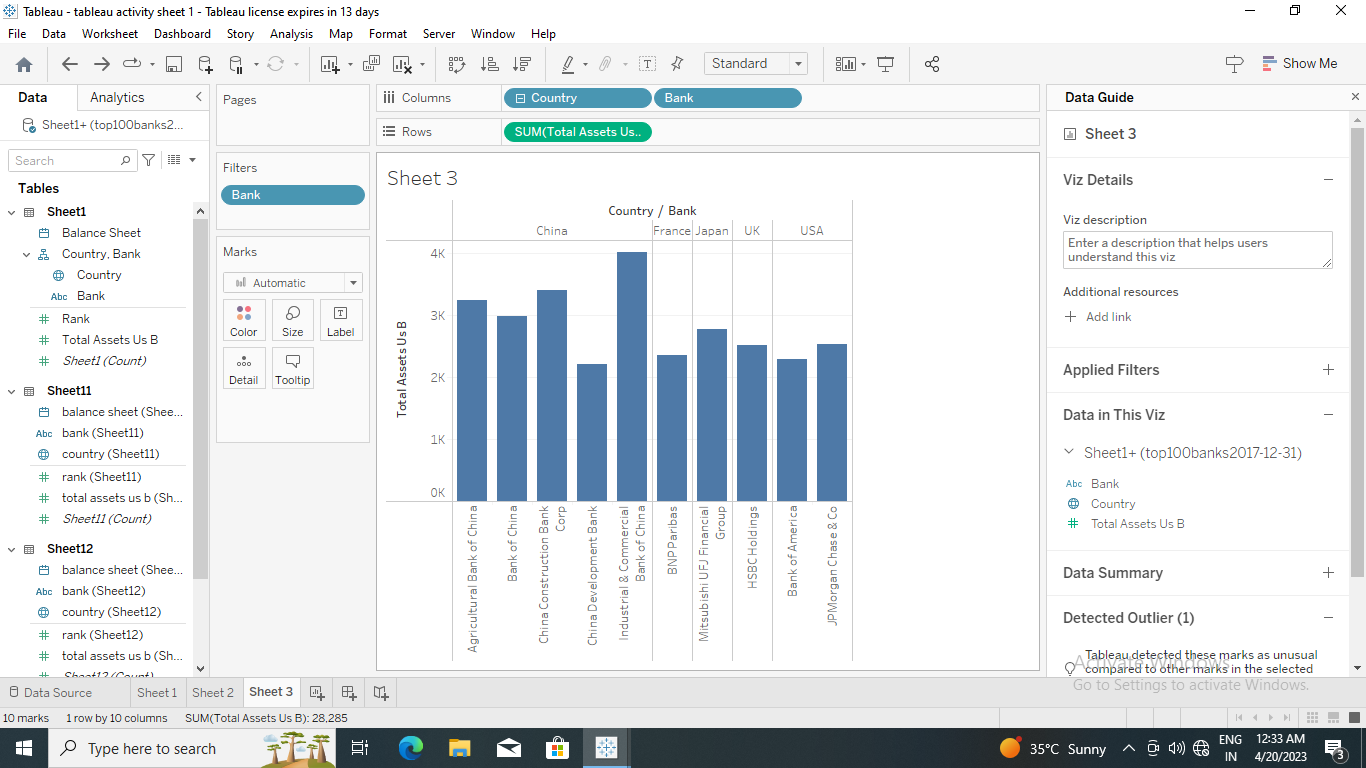 Tableau - tableau activity sheet 1 - Tableau license expires in 13 days
File Data Worksheet Dashboard Story Analysis Map Format Server Window Help
Standard
Show Me
Data Analytics
Sheet1+ (top100banks2...
Search
Tables
Sheet1
Balance Sheet
Country, Bank
Country
Abc Bank
Rank
Total Assets Us B
Sheet1 (Count)
Sheet11
balance sheet (Shee...
Abc bank (Sheet11)
country (Sheet11)
rank (Sheet11)
total assets us b (Sh...
Sheet11 (Count)
Sheet12
balance sheet (Shee...
Abc bank (Sheet12)
country (Sheet12)
rank (Sheet12)
total assets us b (Sh...
Sheet12 (Count)
Pages
Filters
Bank
Marks
Automatic
Color Size Label
Detail Tooltip
Columns Country Bank
Rows SUM(Total Assets Us..
Sheet 3
Country / Bank
China France Japan UK USA
4K
3K
2K
1K
0K
Total Assets Us B
Agricultural Bank of China
Bank of China
China Construction Bank
Corp
China Development Bank
Industrial & Commercial
Bank of China
BNP Paribas
Mitsubishi UFJ Financial
Group
HSBC Holdings
Bank of America
JPMorgan Chase & Co
Data Guide
Sheet 3
Viz Details
Viz description
Enter a description that helps users
understand this viz
Additional resources
Add link
Applied Filters
Data in This Viz
Sheet1+ (top100banks2017-12-31)
Abc Bank
Country
Total Assets Us B
Data Summary
Detected Outlier (1)
Tableau detected these marks as unusual
compared to other marks in the selected
Activate Windows
Go to Settings to activate Windows.
Data Source Sheet 1 Sheet 2 Sheet 3
10 marks 1 row by 10 columns SUM(Total Assets Us B): 28,285
Type here to search
35°C Sunny
ENG
IN
12:33 AM
4/20/2023
3